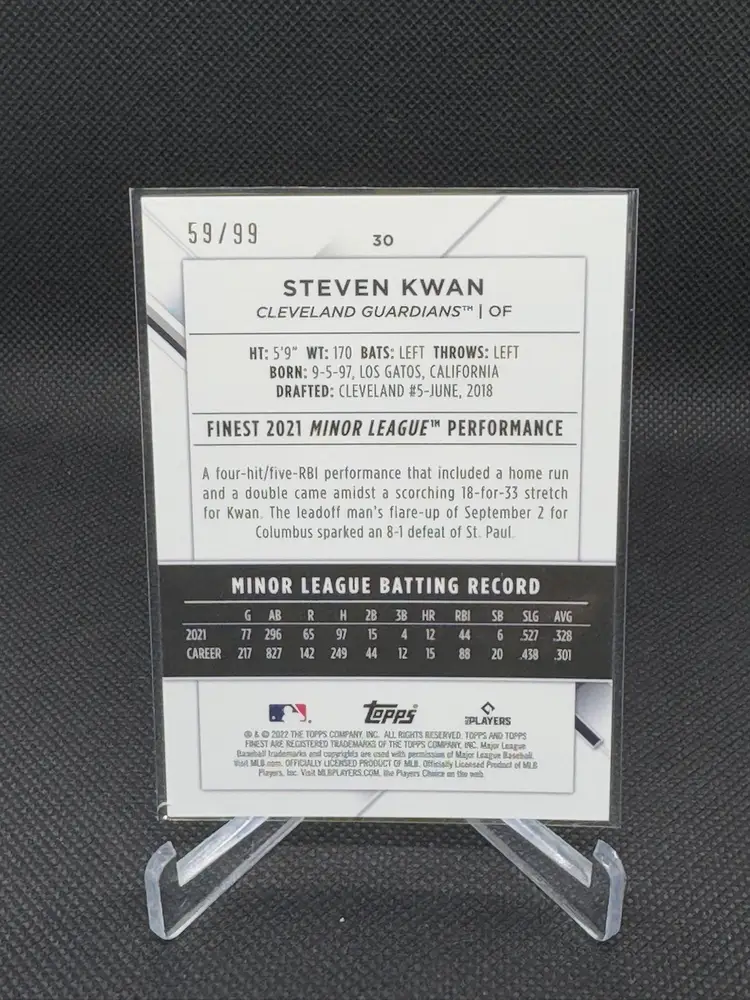 59/99
30
STEVEN KWAN
CLEVELAND GUARDIANS™ | OF
HT: 5'9" WT: 170 BATS: LEFT THROWS: LEFT
BORN: 9-5-97, LOS GATOS, CALIFORNIA
DRAFTED: CLEVELAND #5-JUNE, 2018
FINEST 2021 MINOR LEAGUE™ PERFORMANCE
A four-hit/five-RBI performance that included a home run
and a double came amidst a scorching 18-for-33 stretch
for Kwan. The leadoff man's flare-up of September 2 for
Columbus sparked an 8-1 defeat of St. Paul.
MINOR LEAGUE BATTING RECORD
G AB R H 2B 3B HR RBI SB SLG AVG
2021 77 296 65 97 15 4 12 44 6 .527 .328
CAREER 217 827 142 249 44 12 15 88 20 .438 .301
topps
MLB PLAYERS
® & © 2022 THE TOPPS COMPANY, INC. ALL RIGHTS RESERVED. TOPPS AND TOPPS
FINEST ARE REGISTERED TRADEMARKS OF THE TOPPS COMPANY, INC. Major League
Baseball trademarks and copyrights are used with permission of Major League Baseball.
Visit MLB.com. OFFICIALLY LICENSED PRODUCT OF MLB. Officially Licensed Product of MLB
Players, Inc. Visit MLBPLAYERS.COM, the Players Choice on the web.